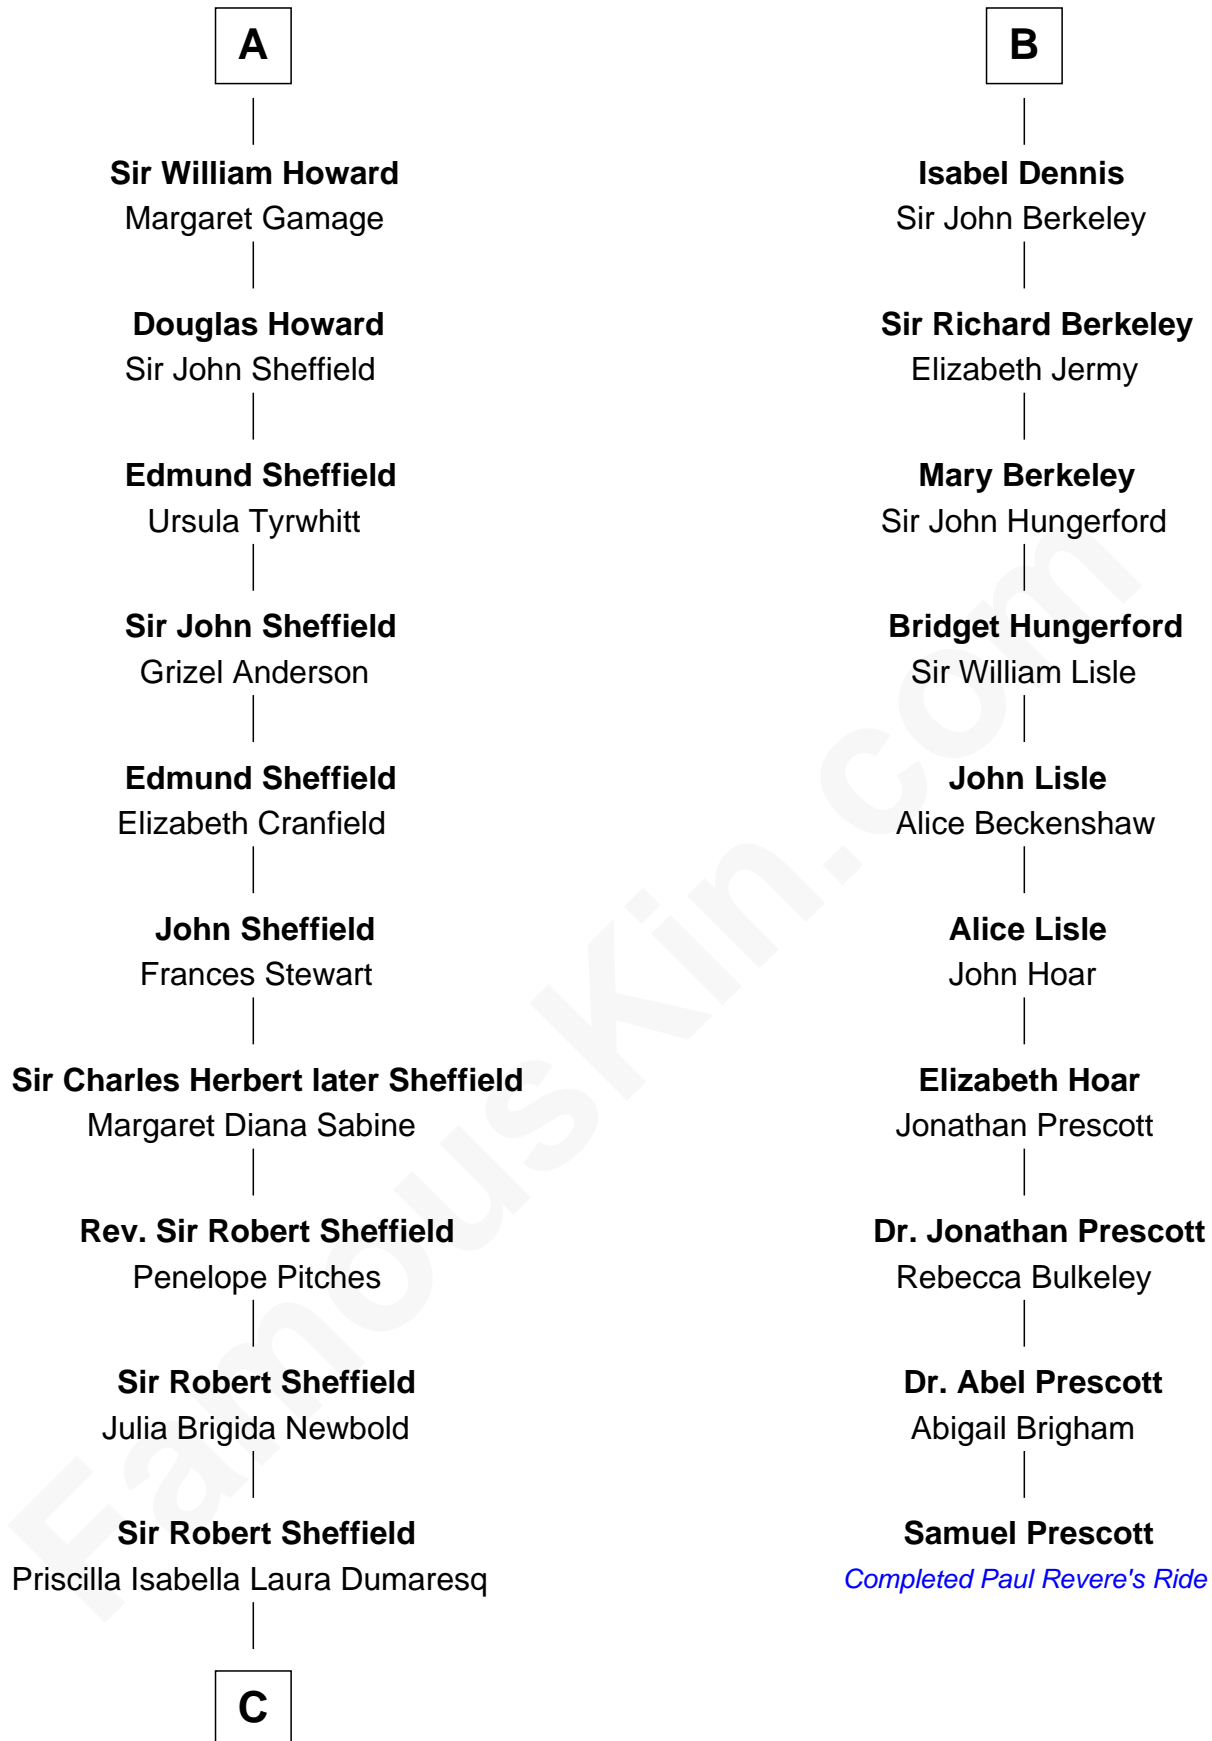 A
Sir William Howard
Margaret Gamage
Douglas Howard
Sir John Sheffield
Edmund Sheffield
Ursula Tyrwhitt
Sir John Sheffield
Grizel Anderson
Edmund Sheffield
Elizabeth Cranfield
John Sheffield
Frances Stewart
Sir Charles Herbert later Sheffield
Margaret Diana Sabine
Rev. Sir Robert Sheffield
Penelope Pitches
Sir Robert Sheffield
Julia Brigida Newbold
Sir Robert Sheffield
Priscilla Isabella Laura Dumaresq
C
B
Isabel Dennis
Sir John Berkeley
Sir Richard Berkeley
Elizabeth Jermy
Mary Berkeley
Sir John Hungerford
Bridget Hungerford
Sir William Lisle
John Lisle
Alice Beckenshaw
Alice Lisle
John Hoar
Elizabeth Hoar
Jonathan Prescott
Dr. Jonathan Prescott
Rebecca Bulkeley
Dr. Abel Prescott
Abigail Brigham
Samuel Prescott
Completed Paul Revere's Ride
FamousKin.com